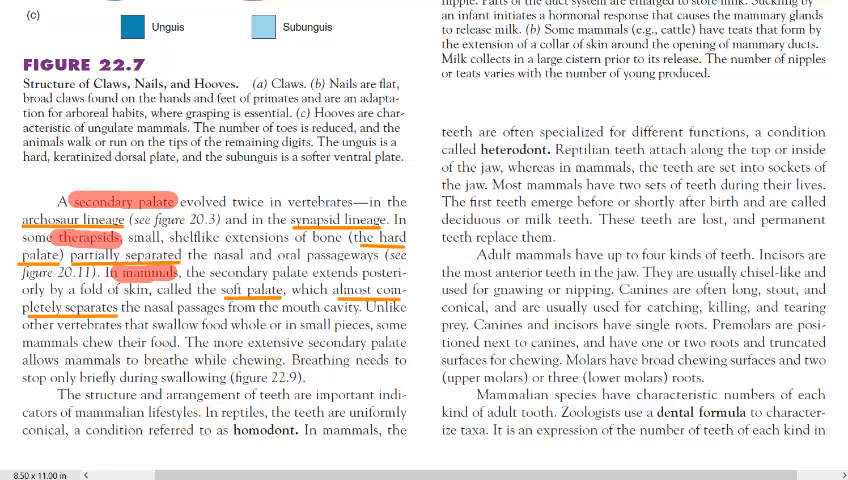 (c)
Unguis
Subunguis
FIGURE 22.7
Structure of Claws, Nails, and Hooves. (a) Claws. (b) Nails are flat,
broad claws found on the hands and feet of primates and are an adapta-
tion for arboreal habits, where grasping is essential. (c) Hooves are char-
acteristic of ungulate mammals. The number of toes is reduced, and the
animals walk or run on the tips of the remaining digits. The unguis is a
hard, keratinized dorsal plate, and the subunguis is a softer ventral plate.
A secondary palate evolved twice in vertebrates—in the
archosaur lineage (see figure 20.3) and in the synapsid lineage. In
some therapsids, small, shelflike extensions of bone (the hard
palate) partially separated the nasal and oral passageways (see
figure 20.11). In mammals, the secondary palate extends posteri-
orly by a fold of skin, called the soft palate, which almost com-
pletely separates the nasal passages from the mouth cavity. Unlike
other vertebrates that swallow food whole or in small pieces, some
mammals chew their food. The more extensive secondary palate
allows mammals to breathe while chewing. Breathing needs to
stop only briefly during swallowing (figure 22.9).
The structure and arrangement of teeth are important indi-
cators of mammalian lifestyles. In reptiles, the teeth are uniformly
conical, a condition referred to as homodont. In mammals, the
nipple. Parts of the duct system are enlarged to store milk. Suckling by
an infant initiates a hormonal response that causes the mammary glands
to release milk. (b) Some mammals (e.g., cattle) have teats that form by
the extension of a collar of skin around the opening of mammary ducts.
Milk collects in a large cistern prior to its release. The number of nipples
or teats varies with the number of young produced.
teeth are often specialized for different functions, a condition
called heterodont. Reptilian teeth attach along the top or inside
of the jaw, whereas in mammals, the teeth are set into sockets of
the jaw. Most mammals have two sets of teeth during their lives.
The first teeth emerge before or shortly after birth and are called
deciduous or milk teeth. These teeth are lost, and permanent
teeth replace them.
Adult mammals have up to four kinds of teeth. Incisors are
the most anterior teeth in the jaw. They are usually chisel-like and
used for gnawing or nipping. Canines are often long, stout, and
conical, and are usually used for catching, killing, and tearing
prey. Canines and incisors have single roots. Premolars are posi-
tioned next to canines, and have one or two roots and truncated
surfaces for chewing. Molars have broad chewing surfaces and two
(upper molars) or three (lower molars) roots.
Mammalian species have characteristic numbers of each
kind of adult tooth. Zoologists use a dental formula to character-
ize taxa. It is an expression of the number of teeth of each kind in
8.50 x 11.00 in